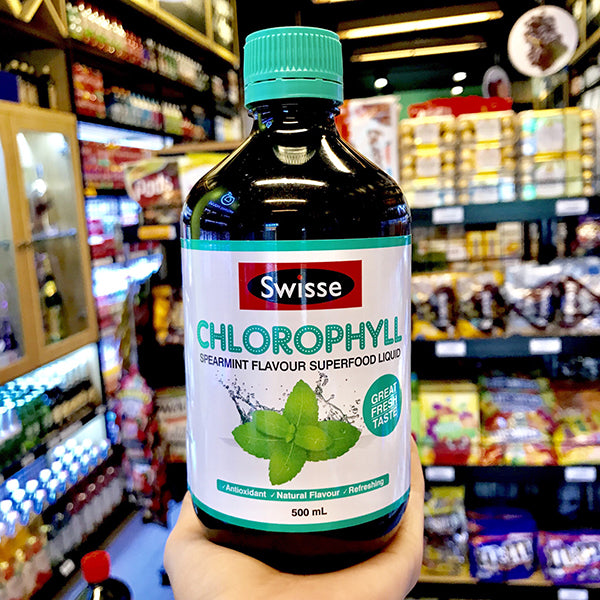 Swisse
CHLOROPHYLL
SPEARMINT FLAVOUR SUPERFOOD LIQUID
GREAT
FRESH
TASTE
✓Antioxidant ✓Natural Flavour ✓Refreshing
500 mL